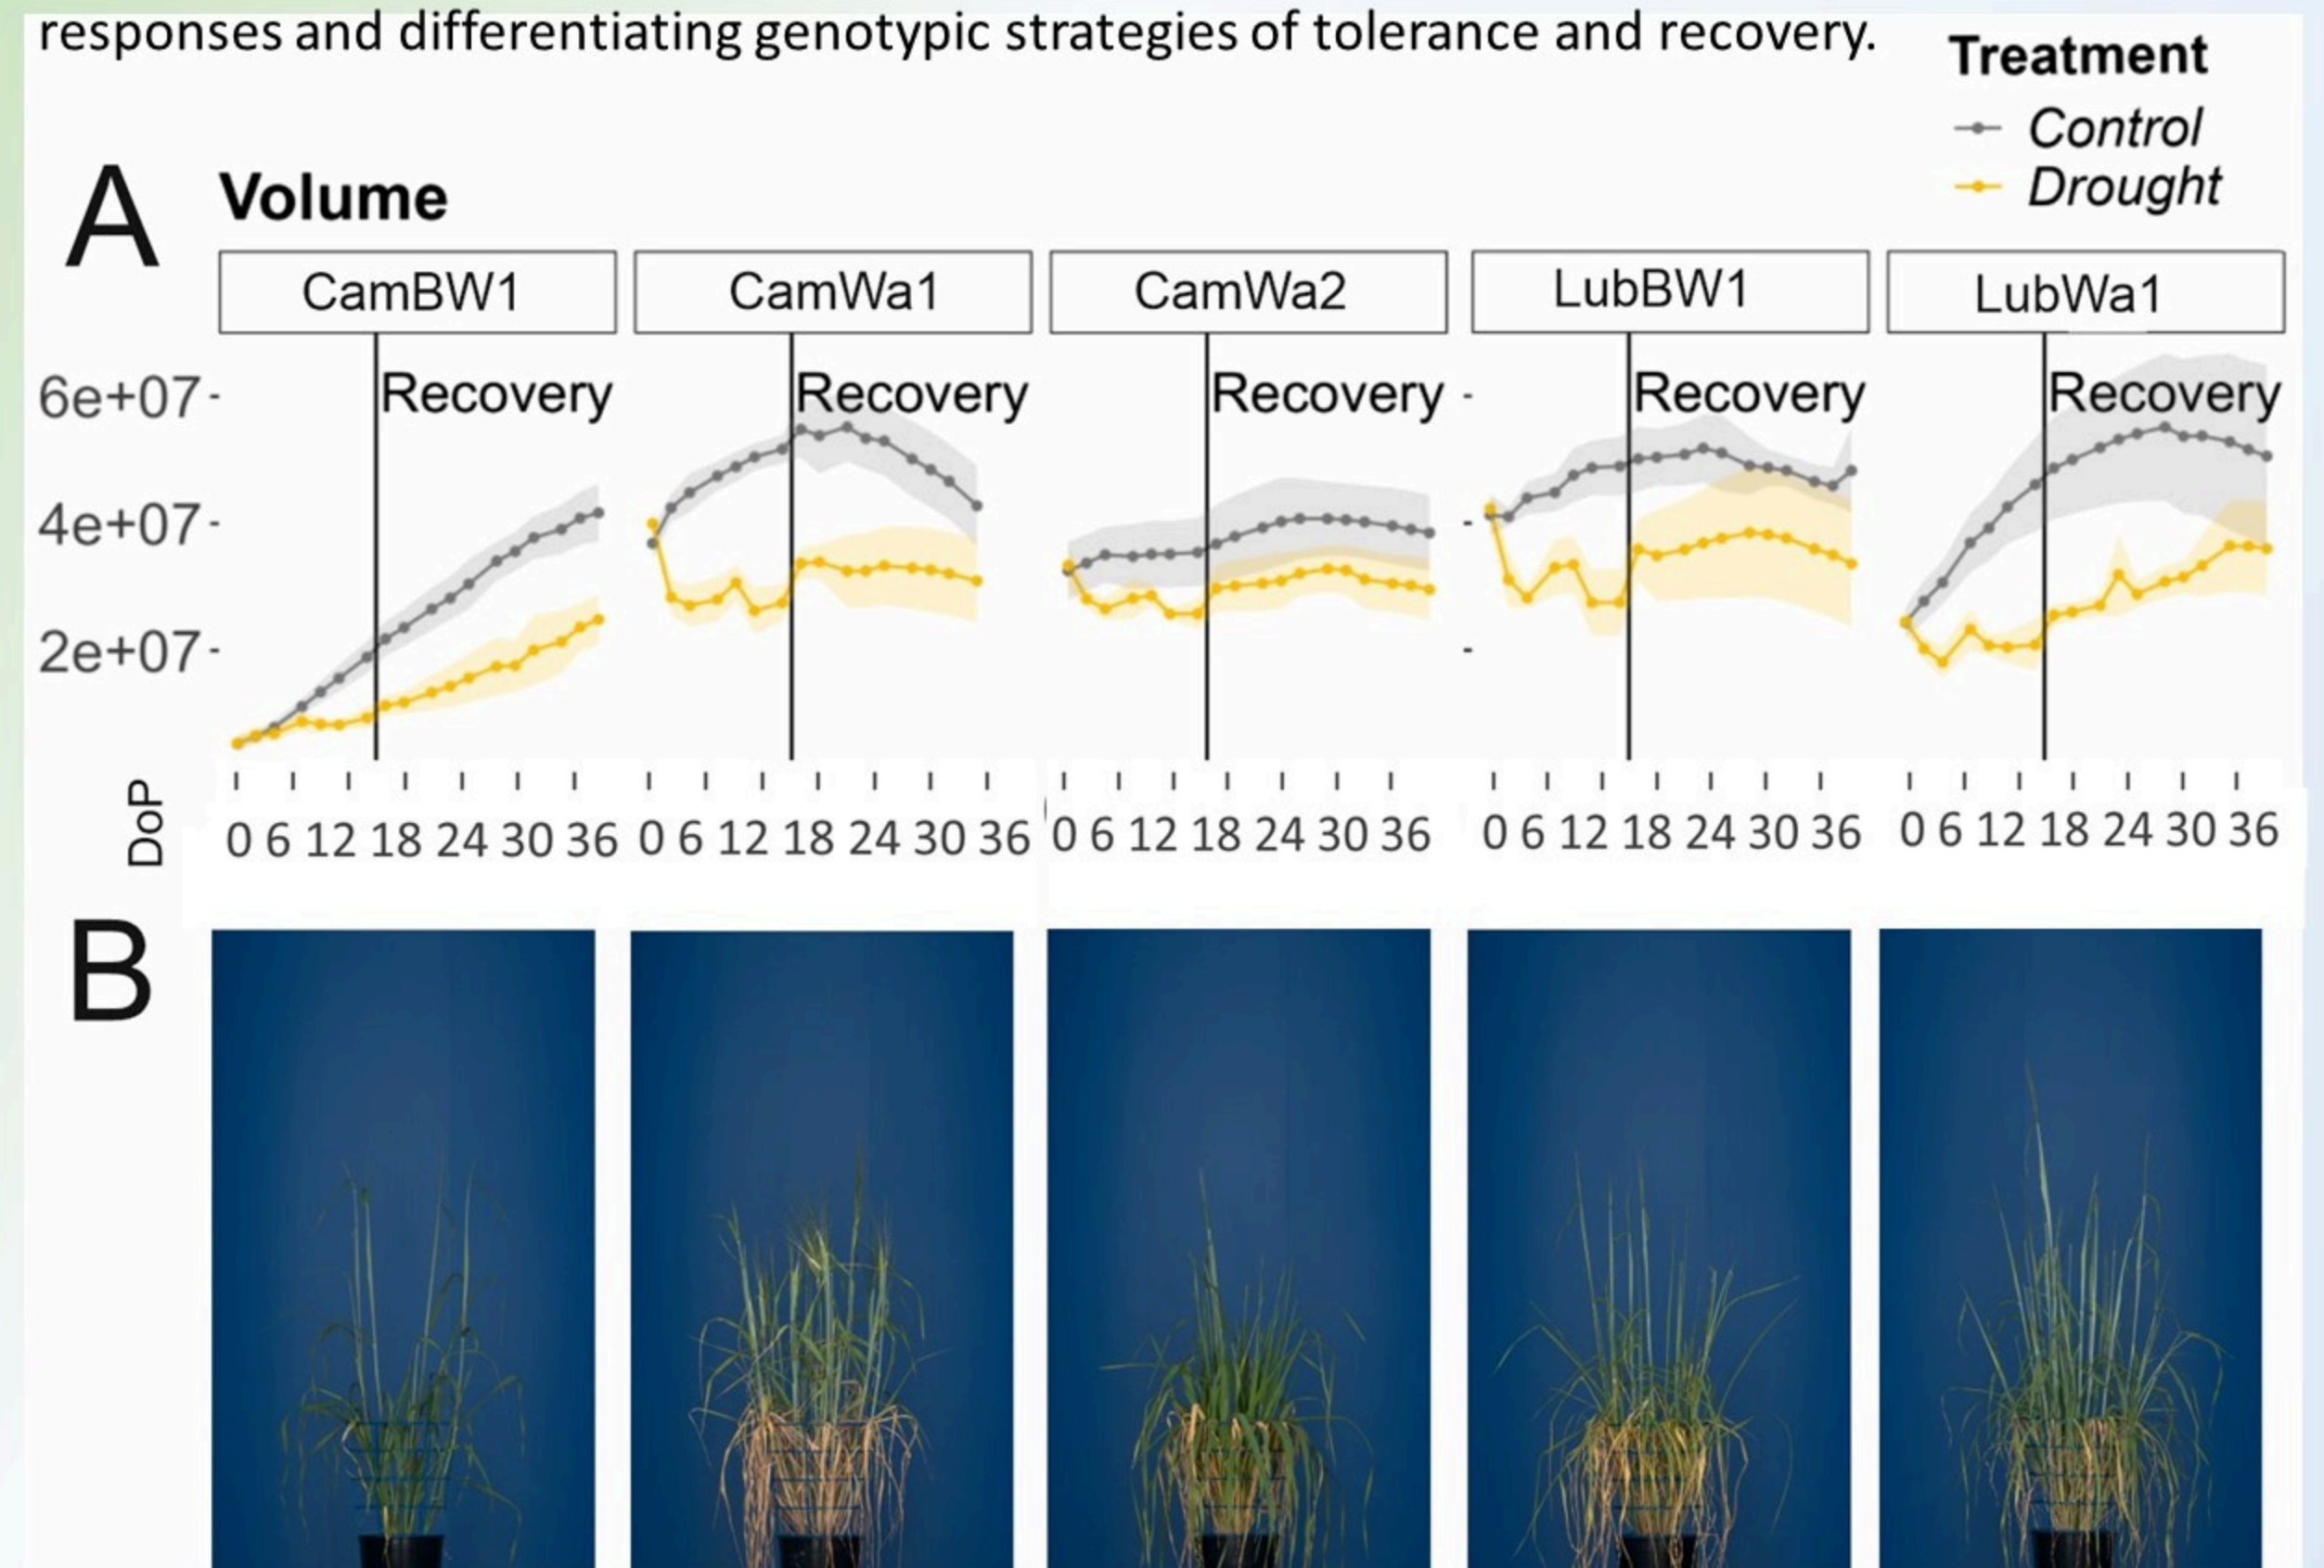 responses and differentiating genotypic strategies of tolerance and recovery.
Treatment
Control
Drought
A
Volume
CamBW1
CamWa1
CamWa2
LubBW1
LubWa1
Recovery
Recovery
Recovery
Recovery
Recovery
6e+07
4e+07
2e+07
DoP
0 6 12 18 24 30 36 0 6 12 18 24 30 36 0 6 12 18 24 30 36 0 6 12 18 24 30 36 0 6 12 18 24 30 36
B